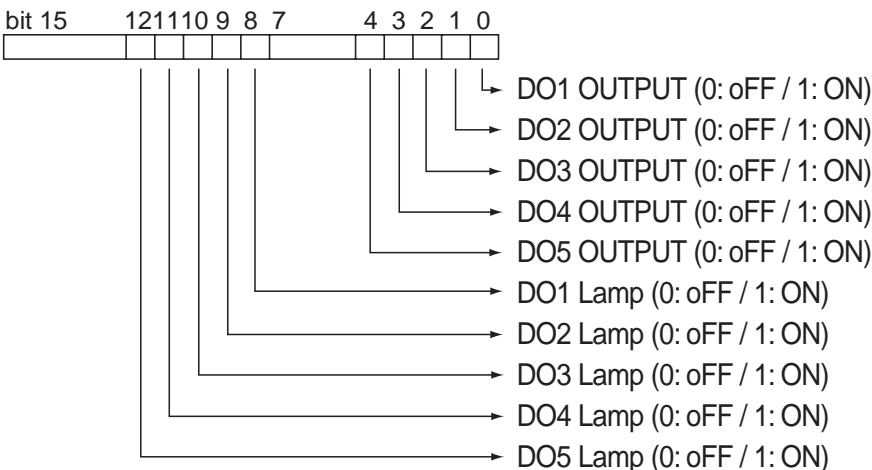 bit 15 12 11 10 9 8 7 4 3 2 1 0
DO1 OUTPUT (0: oFF / 1: ON)
DO2 OUTPUT (0: oFF / 1: ON)
DO3 OUTPUT (0: oFF / 1: ON)
DO4 OUTPUT (0: oFF / 1: ON)
DO5 OUTPUT (0: oFF / 1: ON)
DO1 Lamp (0: oFF / 1: ON)
DO2 Lamp (0: oFF / 1: ON)
DO3 Lamp (0: oFF / 1: ON)
DO4 Lamp (0: oFF / 1: ON)
DO5 Lamp (0: oFF / 1: ON)